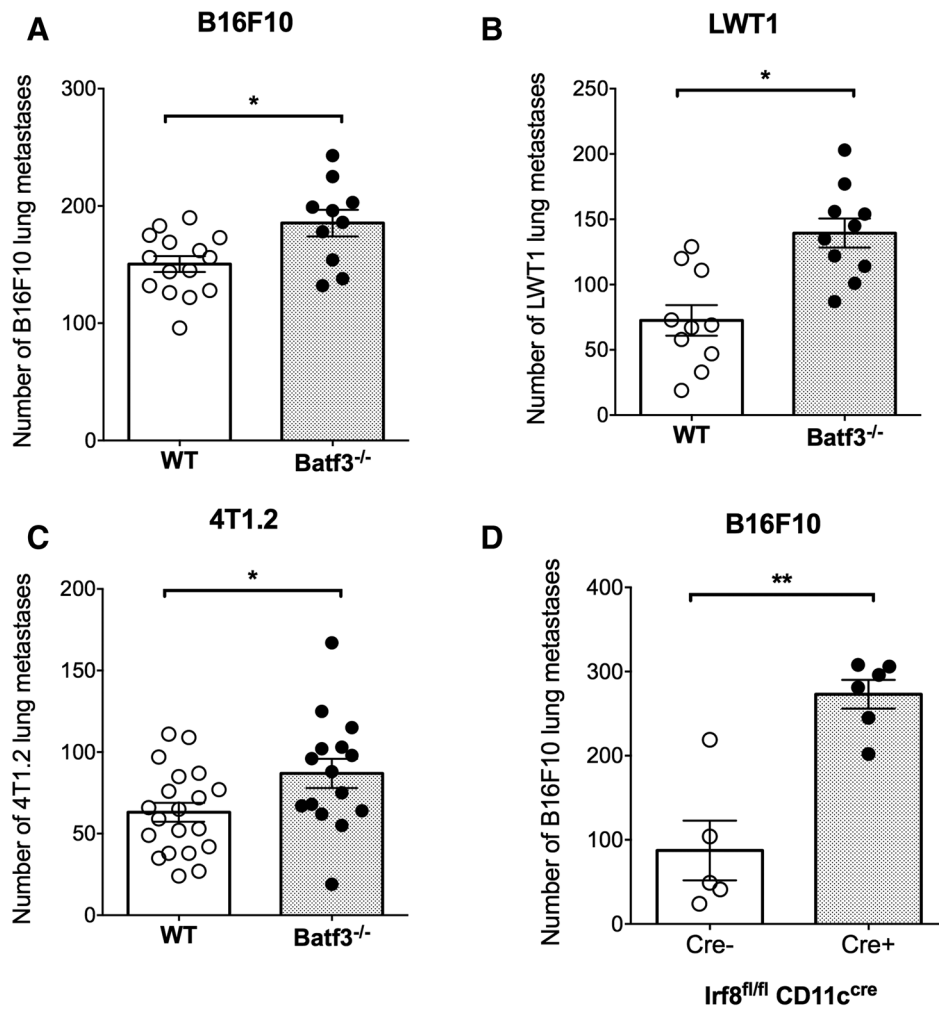 A
B16F10
Number of B16F10 lung metastases
300
200
100
0
*
WT
Batf3-/-
B
LWT1
Number of LWT1 lung metastases
250
200
150
100
50
0
*
WT
Batf3-/-
C
4T1.2
Number of 4T1.2 lung metastases
200
150
100
50
0
*
WT
Batf3-/-
D
B16F10
Number of B16F10 lung metastases
400
300
200
100
0
**
Cre-
Cre+
Irf8fl/fl CD11ccre